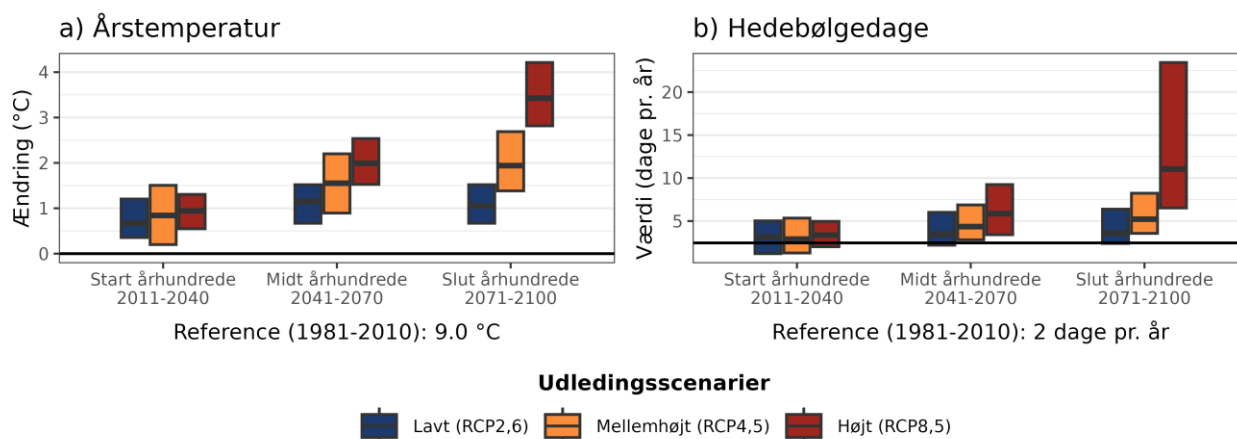 a) Årstemperatur
Ændring (°C)
4
3
2
1
0
Start århundrede
2011-2040
Midt århundrede
2041-2070
Slut århundrede
2071-2100
Reference (1981-2010): 9.0 °C
b) Hedebølgedage
Værdi (dage pr. år)
20
15
10
5
Start århundrede
2011-2040
Midt århundrede
2041-2070
Slut århundrede
2071-2100
Reference (1981-2010): 2 dage pr. år
Udledingsscenarier
Lavt (RCP2,6)
Mellemhøjt (RCP4,5)
Højt (RCP8,5)